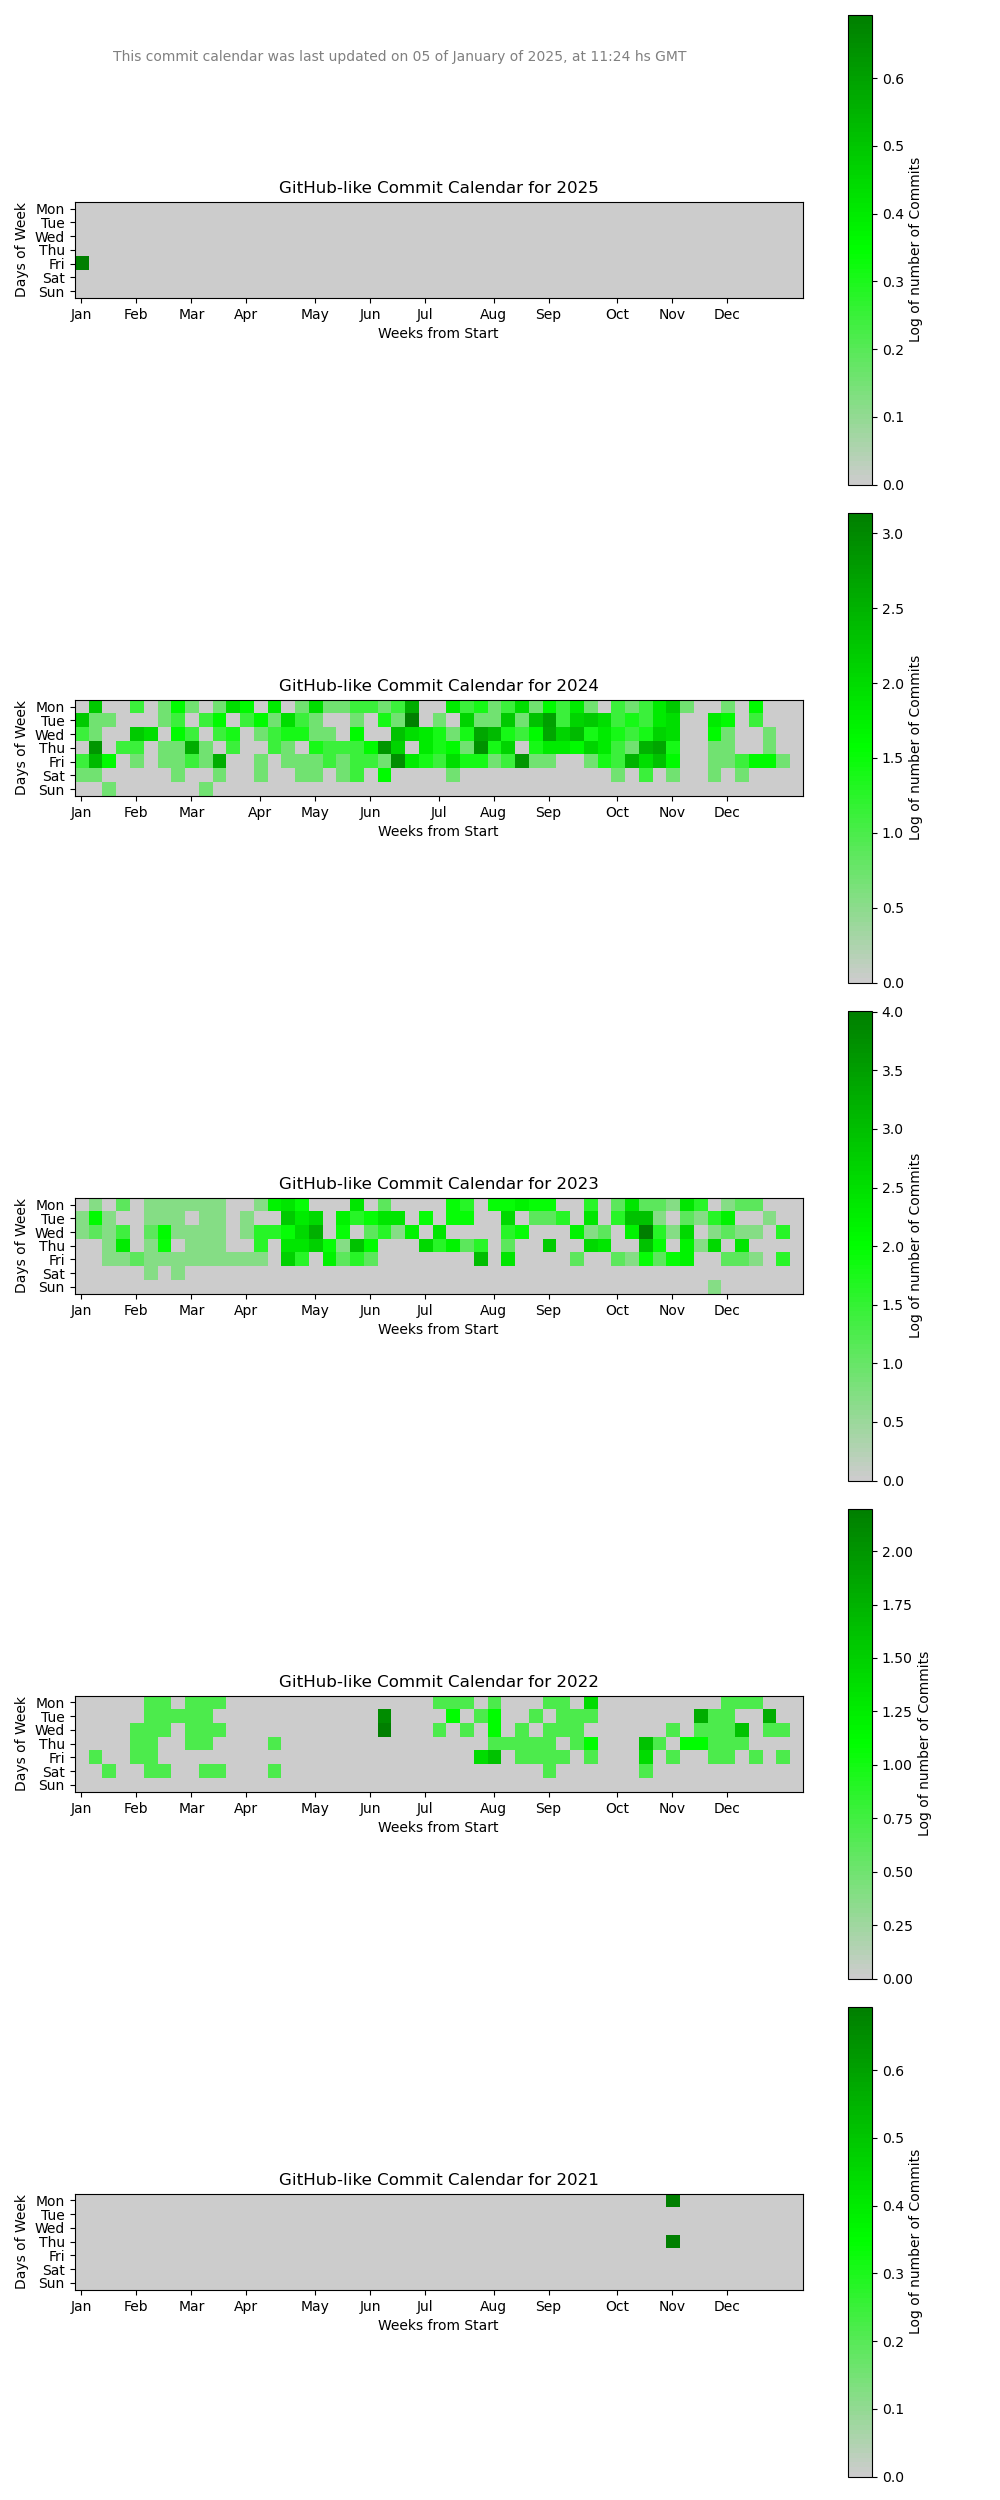 This commit calendar was last updated on 05 of January of 2025, at 11:24 hs GMT
GitHub-like Commit Calendar for 2025
Days of Week
Mon
Tue
Wed
Thu
Fri
Sat
Sun
Jan Feb Mar Apr May Jun Jul Aug Sep Oct Nov Dec
Weeks from Start
0.6
0.5
0.4
0.3
0.2
0.1
0.0
Log of number of Commits
GitHub-like Commit Calendar for 2024
Days of Week
Mon
Tue
Wed
Thu
Fri
Sat
Sun
Jan Feb Mar Apr May Jun Jul Aug Sep Oct Nov Dec
Weeks from Start
3.0
2.5
2.0
1.5
1.0
0.5
0.0
Log of number of Commits
GitHub-like Commit Calendar for 2023
Days of Week
Mon
Tue
Wed
Thu
Fri
Sat
Sun
Jan Feb Mar Apr May Jun Jul Aug Sep Oct Nov Dec
Weeks from Start
4.0
3.5
3.0
2.5
2.0
1.5
1.0
0.5
0.0
Log of number of Commits
GitHub-like Commit Calendar for 2022
Days of Week
Mon
Tue
Wed
Thu
Fri
Sat
Sun
Jan Feb Mar Apr May Jun Jul Aug Sep Oct Nov Dec
Weeks from Start
2.00
1.75
1.50
1.25
1.00
0.75
0.50
0.25
0.00
Log of number of Commits
GitHub-like Commit Calendar for 2021
Days of Week
Mon
Tue
Wed
Thu
Fri
Sat
Sun
Jan Feb Mar Apr May Jun Jul Aug Sep Oct Nov Dec
Weeks from Start
0.6
0.5
0.4
0.3
0.2
0.1
0.0
Log of number of Commits